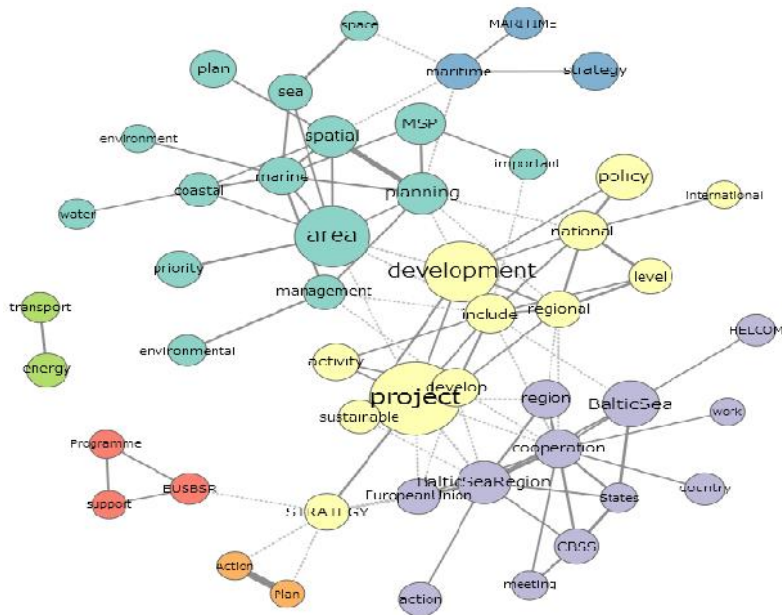 space
MARITIME
plan
maritime
strategy
sea
MSP
spatial
environment
important
policy
marine
coastal
planning
International
water
national
area
priority
development
level
management
transport
include
regional
HELCOM
environmental
activity
energy
develop
project
region
BalticSea
work
sustainable
Programme
cooperation
BalticSeaRegion
country
EUSBSR
EuropeanUnion
States
support
STRATEGY
CBSS
Action
meeting
Plan
action